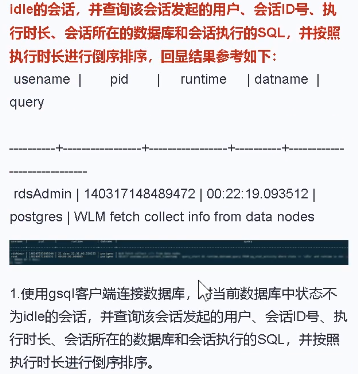 idle的会话，并查询该会话发起的用户、会话ID号、执
行时长、会话所在的数据库和会话执行的SQL，并按照
执行时长进行倒序排序，回显结果参考如下：
usename | pid | runtime | datname |
query
----------+-----------------+-----------------+----------+-----------
----------------
rdsAdmin | 140317148489472 | 00:22:19.093512 |
postgres | WLM fetch collect info from data nodes
1.使用gsql客户端连接数据库，当前数据库中状态不
为idle的会话，并查询该会话发起的用户、会话ID号、执
行时长、会话所在的数据库和会话执行的SQL，并按照
执行时长进行倒序排序。